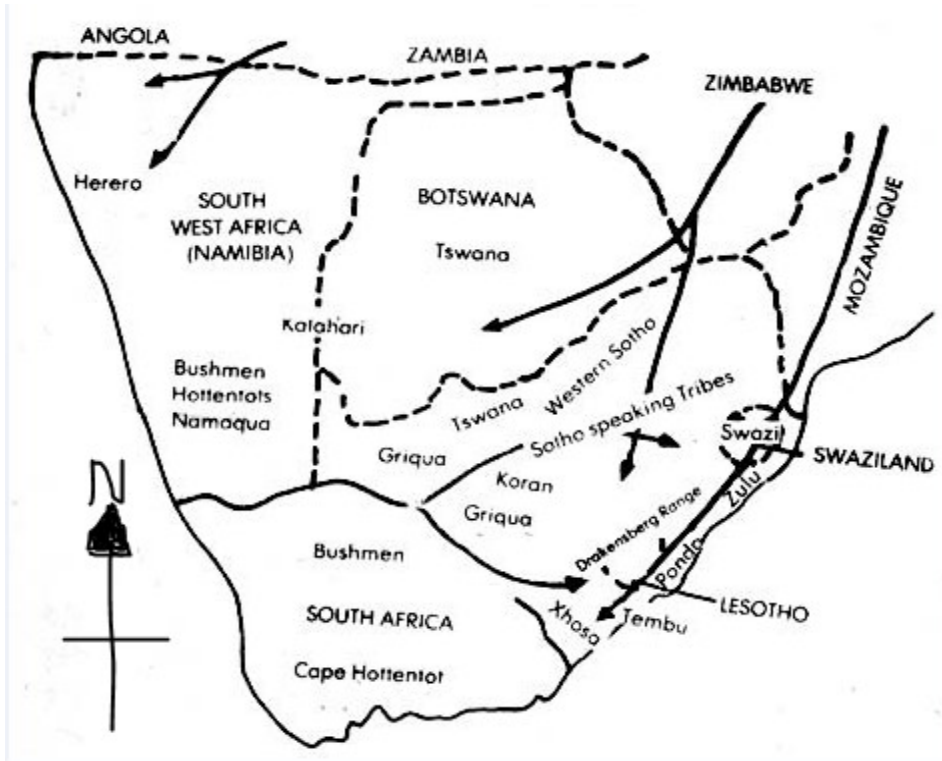 ANGOLA
ZAMBIA
ZIMBABWE
Herero
SOUTH
WEST AFRICA
(NAMIBIA)
BOTSWANA
Tswana
MOZAMBIQUE
Kalahari
Bushmen
Hottentots
Namaqua
Tswana
Western Sotho
Sotho speaking Tribes
Griqua
Koran
Griqua
Swazi
SWAZILAND
Zulu
Drakensberg Range
Pondo
LESOTHO
Xhosa
Tembu
N
Bushmen
SOUTH AFRICA
Cape Hottentot